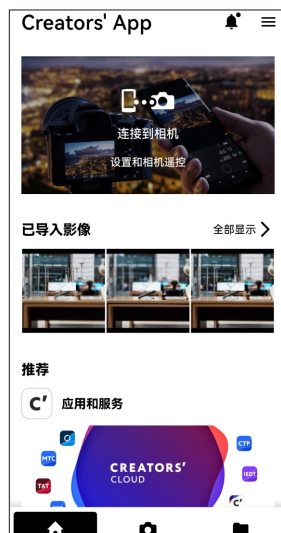 Creators' App
连接到相机
设置和相机遥控
已导入影像
全部显示
推荐
C'
应用和服务
MTC
CTP
T&T
IEDT
CREATORS'
CLOUD
C'